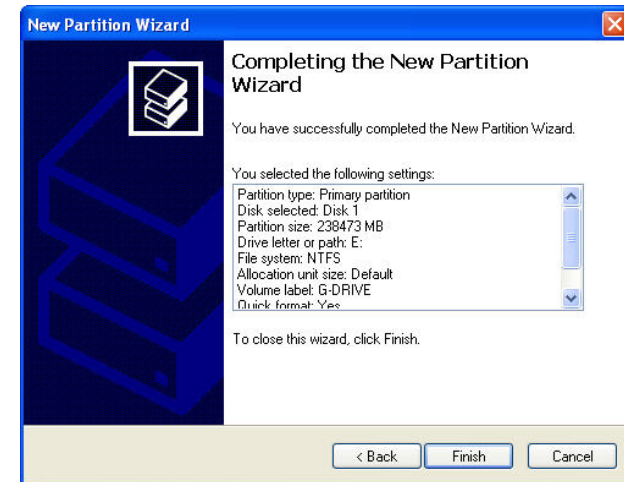 New Partition Wizard
Completing the New Partition
Wizard
You have successfully completed the New Partition Wizard.
You selected the following settings:
Partition type: Primary partition
Disk selected: Disk 1
Partition size: 238473 MB
Drive letter or path: E:
File system: NTFS
Allocation unit size: Default
Volume label: G-DRIVE
Quick format: Yes
To close this wizard, click Finish.
< Back
Finish
Cancel